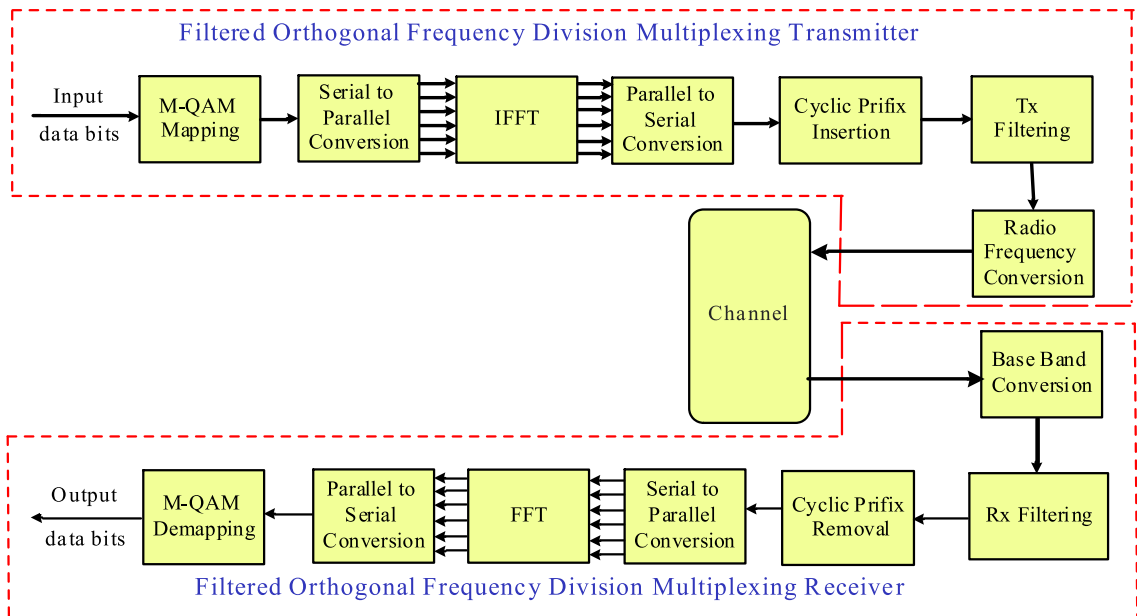 Filtered Orthogonal Frequency Division Multiplexing Transmitter
Input
data bits
M-QAM
Mapping
Serial to
Parallel
Conversion
IFFT
Parallel to
Serial
Conversion
Cyclic Prifix
Insertion
Tx
Filtering
Radio
Frequency
Conversion
Channel
Base Band
Conversion
Rx Filtering
Cyclic Prifix
Removal
Serial to
Parallel
Conversion
FFT
Parallel to
Serial
Conversion
M-QAM
Demapping
Output
data bits
Filtered Orthogonal Frequency Division Multiplexing Receiver